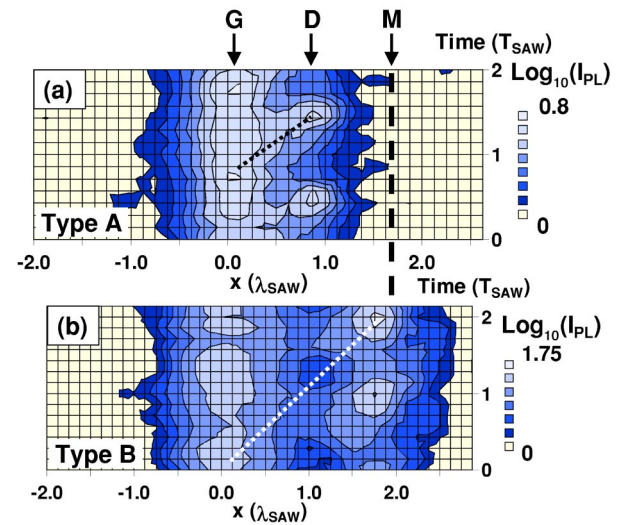 G D M
Time (T_SAW)
(a)
Log₁₀(I_PL)
2
0.8
1
0
0
Type A
-2.0 -1.0 0.0 1.0 2.0
x (λ_SAW)
Time (T_SAW)
(b)
Log₁₀(I_PL)
2
1.75
1
0
0
Type B
-2.0 -1.0 0.0 1.0 2.0
x (λ_SAW)